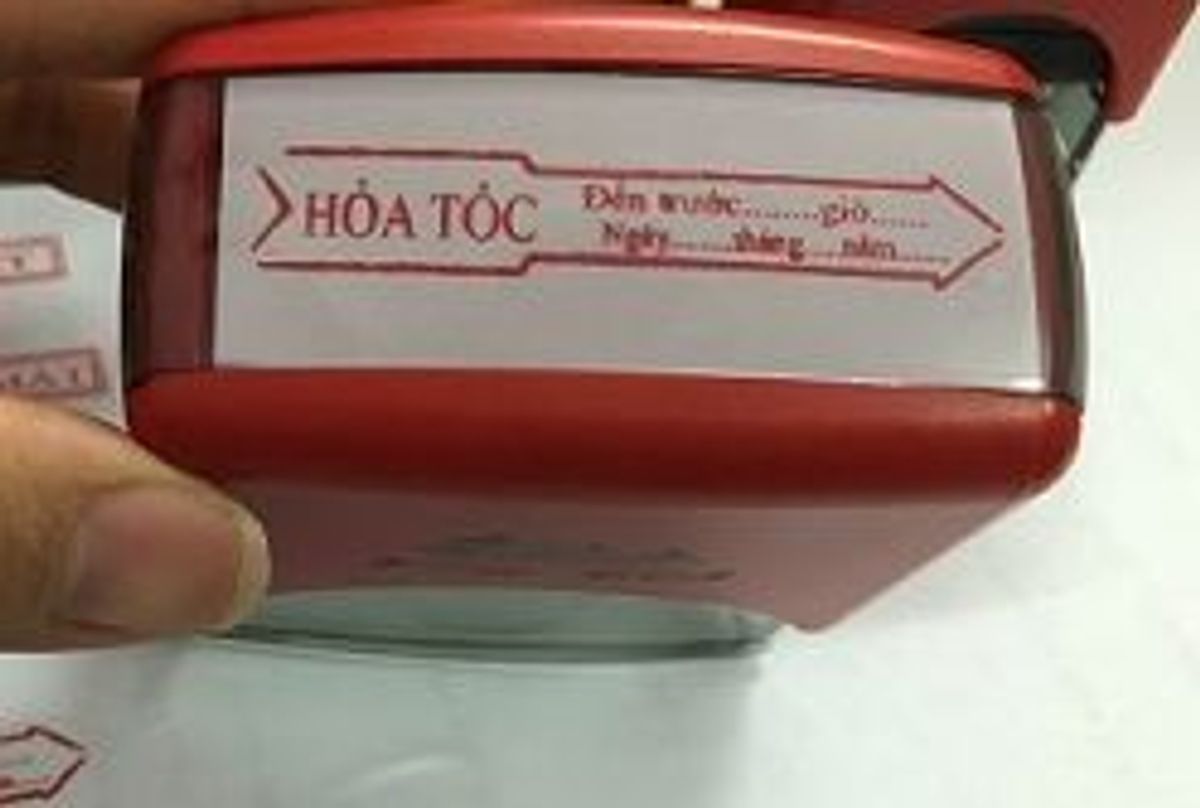 HỎA TỐC
Đến trước........giờ......
Ngày......tháng....năm......